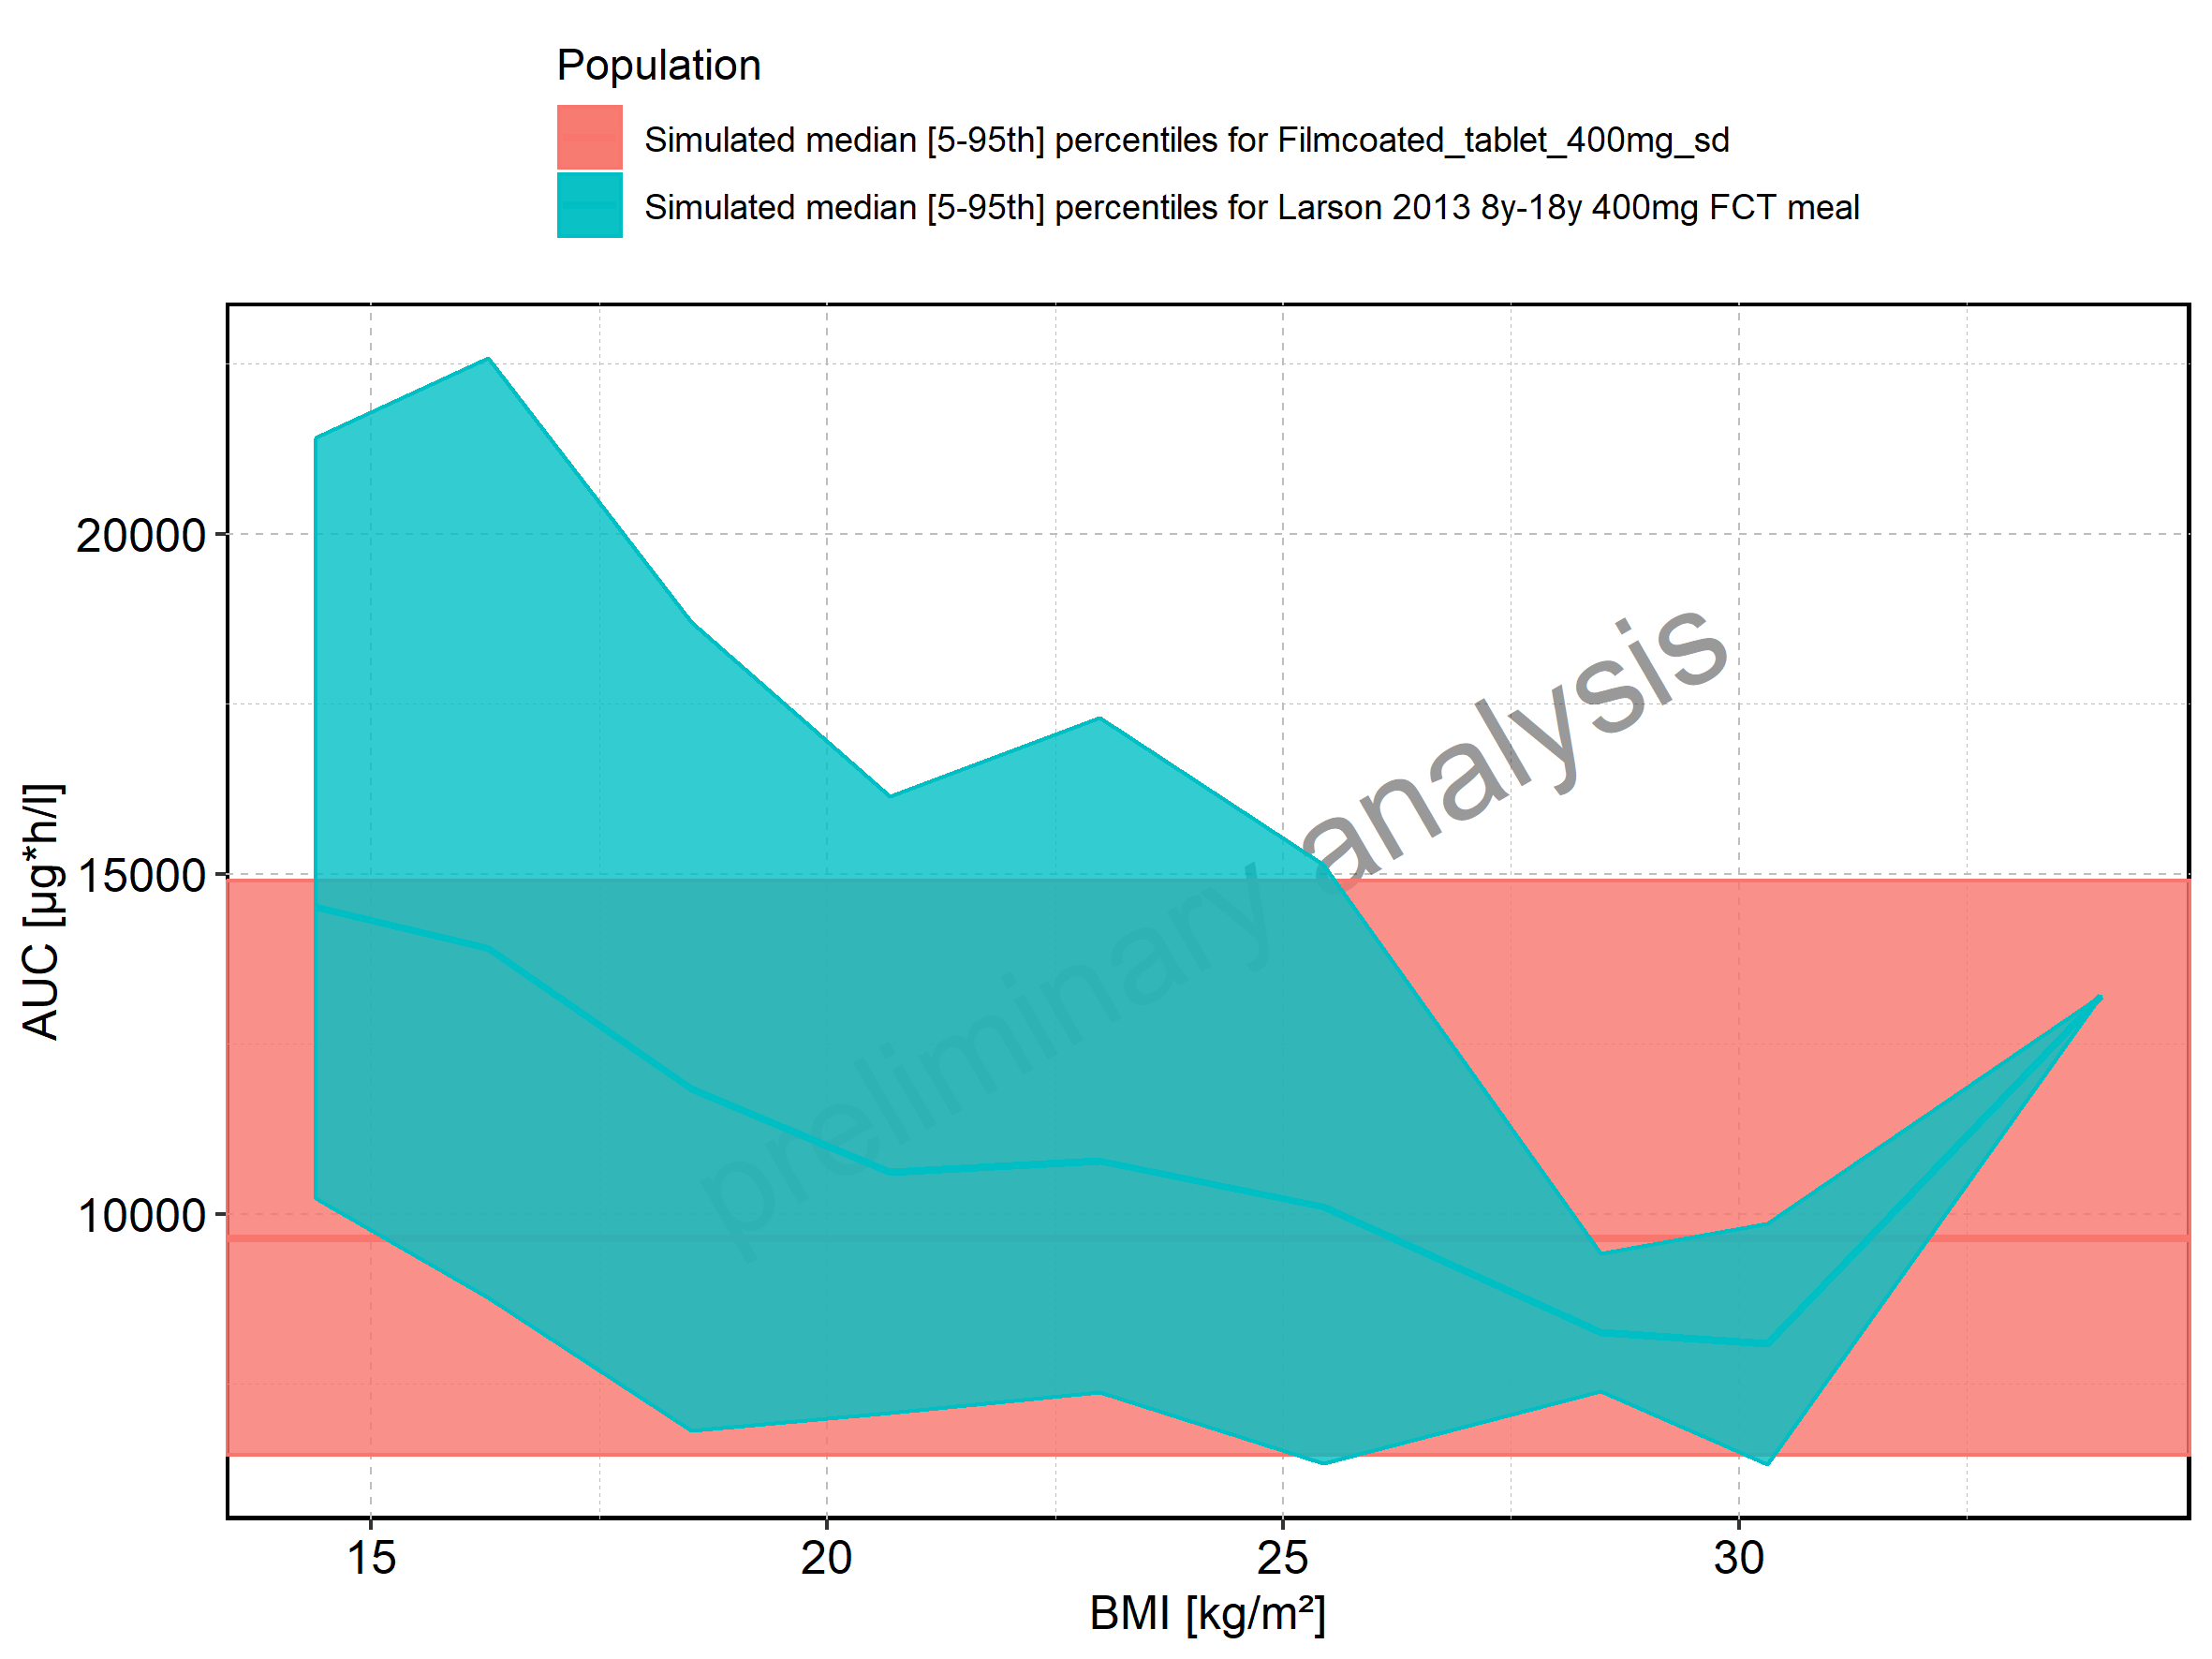 Population
Simulated median [5-95th] percentiles for Filmcoated_tablet_400mg_sd
Simulated median [5-95th] percentiles for Larson 2013 8y-18y 400mg FCT meal
AUC [µg*h/l]
20000
15000
10000
preliminary analysis
15
20
25
30
BMI [kg/m²]